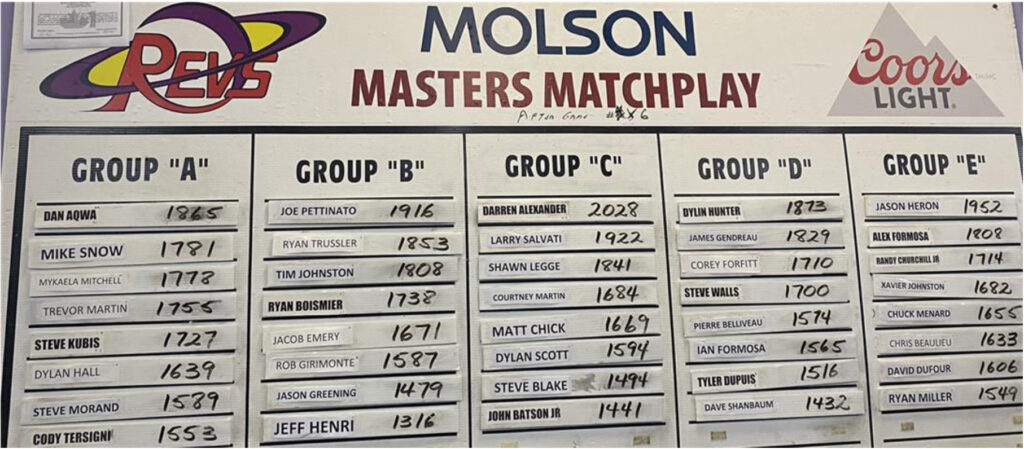 REVS
MOLSON
MASTERS MATCHPLAY
Coors
LIGHT
AFTER GAME #6
GROUP "A"
DAN AQWA 1865
MIKE SNOW 1781
MYKAELA MITCHELL 1778
TREVOR MARTIN 1755
STEVE KUBIS 1727
DYLAN HALL 1639
STEVE MORAND 1589
CODY TERSIGNI 1553
GROUP "B"
JOE PETTINATO 1916
RYAN TRUSSLER 1853
TIM JOHNSTON 1808
RYAN BOISMIER 1738
JACOB EMERY 1671
ROB GIRIMONTE 1587
JASON GREENING 1479
JEFF HENRI 1316
GROUP "C"
DARREN ALEXANDER 2028
LARRY SALVATI 1922
SHAWN LEGGE 1841
COURTNEY MARTIN 1684
MATT CHICK 1669
DYLAN SCOTT 1594
STEVE BLAKE 1494
JOHN BATSON JR 1441
GROUP "D"
DYLIN HUNTER 1873
JAMES GENDREAU 1829
COREY FORFITT 1710
STEVE WALLS 1700
PIERRE BELLIVEAU 1574
IAN FORMOSA 1565
TYLER DUPUIS 1516
DAVE SHANBAUM 1432
GROUP "E"
JASON HERON 1952
ALEX FORMOSA 1808
RANDY CHURCHILL JR 1714
XAVIER JOHNSTON 1682
CHUCK MENARD 1655
CHRIS BEAULIEU 1633
DAVID DUFOUR 1606
RYAN MILLER 1549